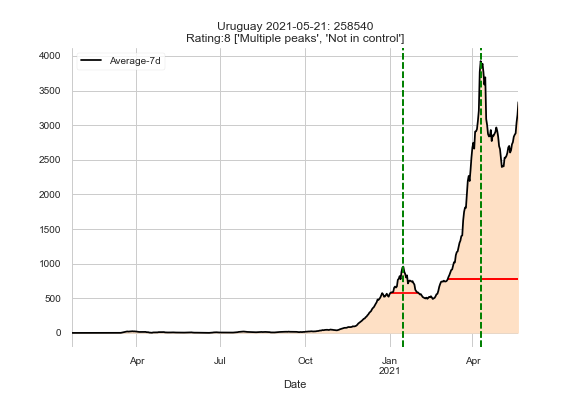 Uruguay 2021-05-21: 258540
Rating:8 ['Multiple peaks', 'Not in control']
Average-7d
4000
3500
3000
2500
2000
1500
1000
500
0
Apr
Jul
Oct
Jan
2021
Apr
Date